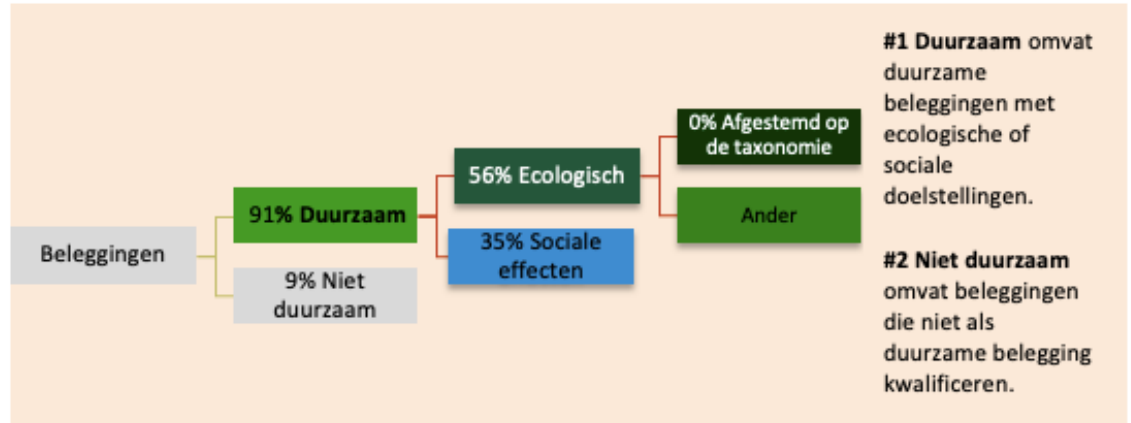 Beleggingen
91% Duurzaam
9% Niet
duurzaam
56% Ecologisch
35% Sociale
effecten
0% Afgestemd op
de taxonomie
Ander
#1 Duurzaam omvat
duurzame
beleggingen met
ecologische of
sociale
doelstellingen.
#2 Niet duurzaam
omvat beleggingen
die niet als
duurzame belegging
kwalificeren.